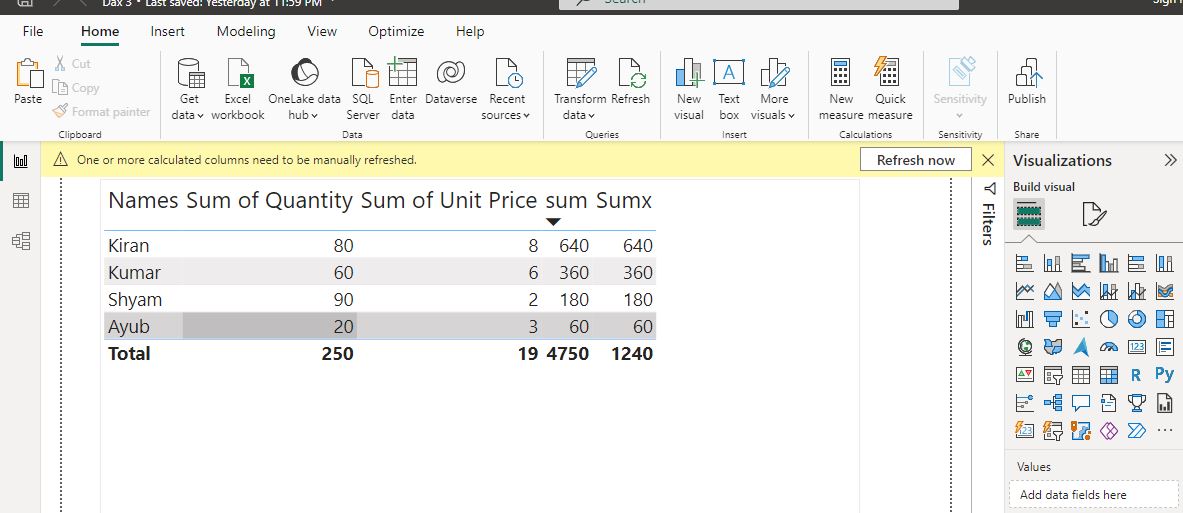 Dax 3 • Last saved: Yesterday at 11:59 PM
Search
File Home Insert Modeling View Optimize Help
Paste
Cut
Copy
Format painter
Clipboard
Get data
Excel workbook
OneLake data hub
SQL Server
Enter data
Dataverse
Recent sources
Data
Transform data
Refresh
Queries
New visual
Text box
More visuals
Insert
New measure
Quick measure
Calculations
Sensitivity
Sensitivity
Publish
Share
One or more calculated columns need to be manually refreshed.
Refresh now
Names Sum of Quantity Sum of Unit Price sum Sumx
Kiran 80 8 640 640
Kumar 60 6 360 360
Shyam 90 2 180 180
Ayub 20 3 60 60
Total 250 19 4750 1240
Filters
Visualizations
Build visual
123
R
Py
123
Values
Add data fields here